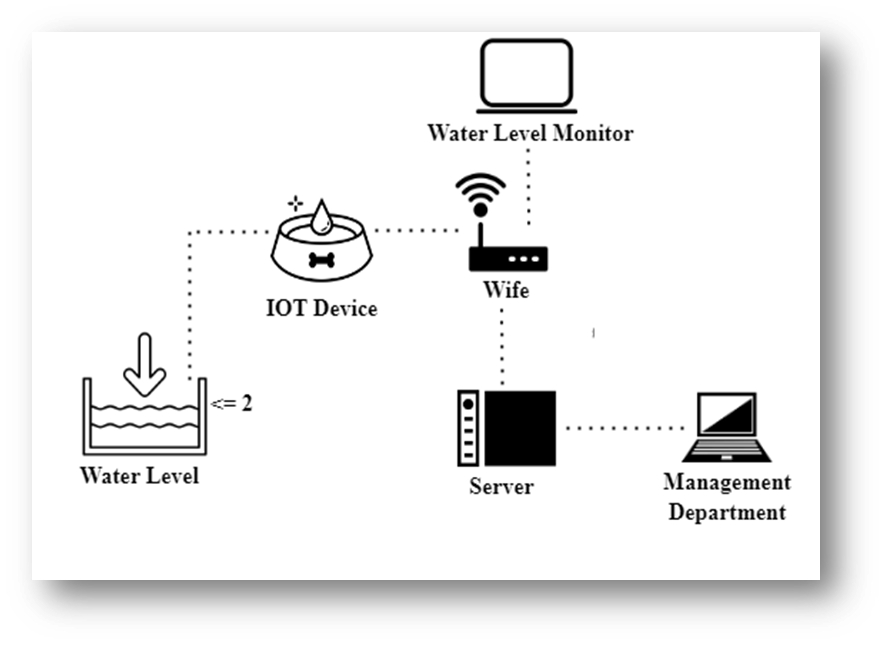 Water Level Monitor
Wife
IOT Device
<= 2
Water Level
Server
Management
Department